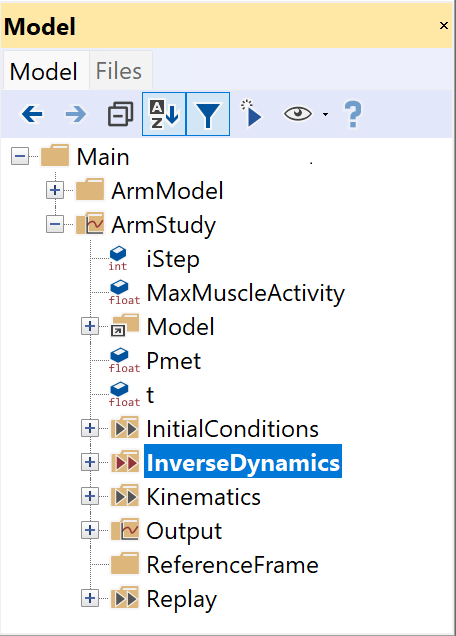 Model ×
Model Files
AZ ?
Main
ArmModel
ArmStudy
int iStep
float MaxMuscleActivity
Model
float Pmet
float t
InitialConditions
InverseDynamics
Kinematics
Output
ReferenceFrame
Replay